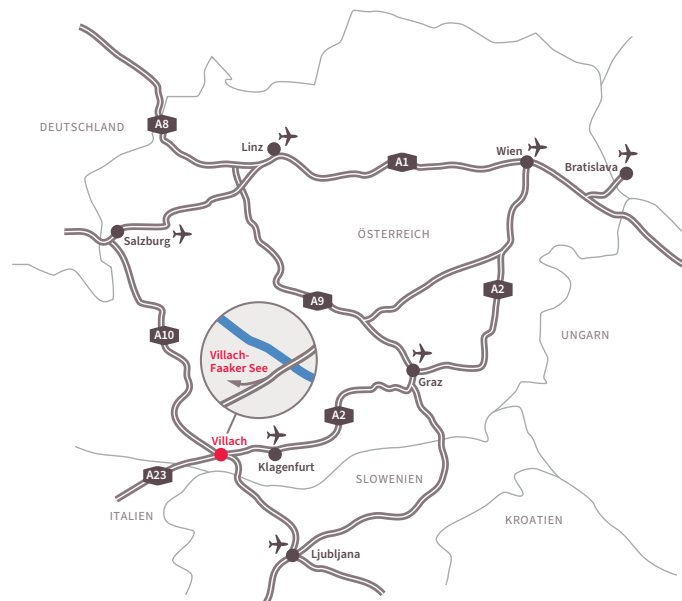 DEUTSCHLAND
A8
Linz
A1
Wien
Bratislava
Salzburg
ÖSTERREICH
A9
A2
A10
UNGARN
Villach-
Faaker See
Graz
A2
Villach
Klagenfurt
A23
SLOWENIEN
ITALIEN
KROATIEN
Ljubljana